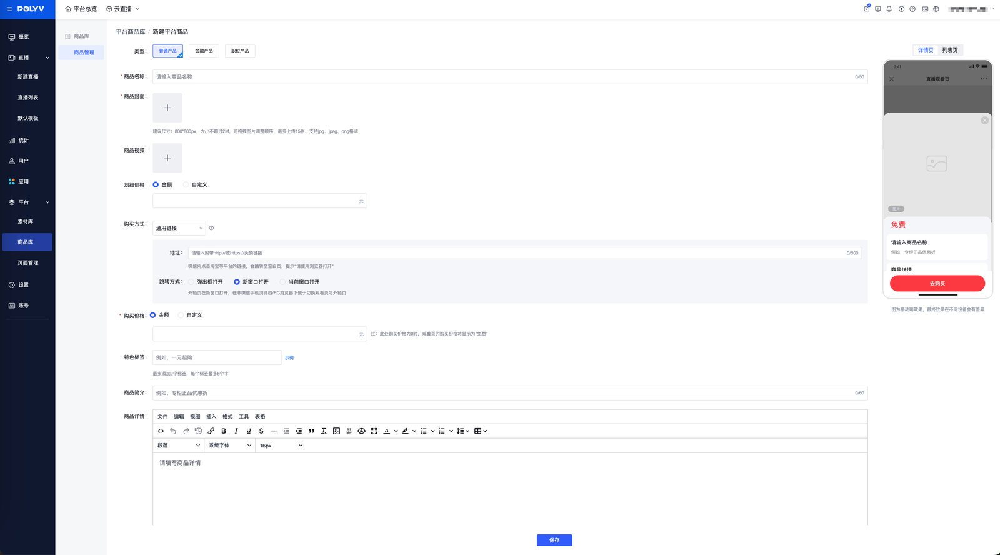 POLYV
平台总览
云直播
概览
直播
新建直播
直播列表
默认模板
统计
用户
应用
平台
素材库
商品库
页面管理
设置
账号
商品库
商品管理
平台商品库 / 新建平台商品
类型：
普通产品
金融产品
职位产品
* 商品名称：
请输入商品名称
0/50
* 商品封面：
建议尺寸：800*800px，大小不超过2M，可拖拽图片调整顺序，最多上传15张，支持jpg、jpeg、png格式
商品视频：
划线价格：
金额
自定义
元
购买方式：
通用链接
地址：
请输入附带http://或https://头的链接
0/500
微信内点击淘宝等平台的链接，会跳转至空白页，提示“请使用浏览器打开”
跳转方式：
弹出框打开
新窗口打开
当前窗口打开
外链页在新窗口打开，在非微信手机浏览器/PC浏览器下便于切换观看页与外链页
* 购买价格：
金额
自定义
元
注：此处购买价格为0时，观看页的购买价格将显示为“免费”
特色标签：
例如，一元起购
示例
最多添加2个标签，每个标签最多6个字
商品简介：
例如，专柜正品优惠折
0/60
商品详情：
文件 编辑 视图 插入 格式 工具 表格
段落
系统字体
16px
请填写商品详情
保存
详情页
列表页
9:41
直播观看页
图片
免费
请输入商品名称
例如，专柜正品优惠折
商品详情
去购买
图为移动端效果，最终效果在不同设备会有差异